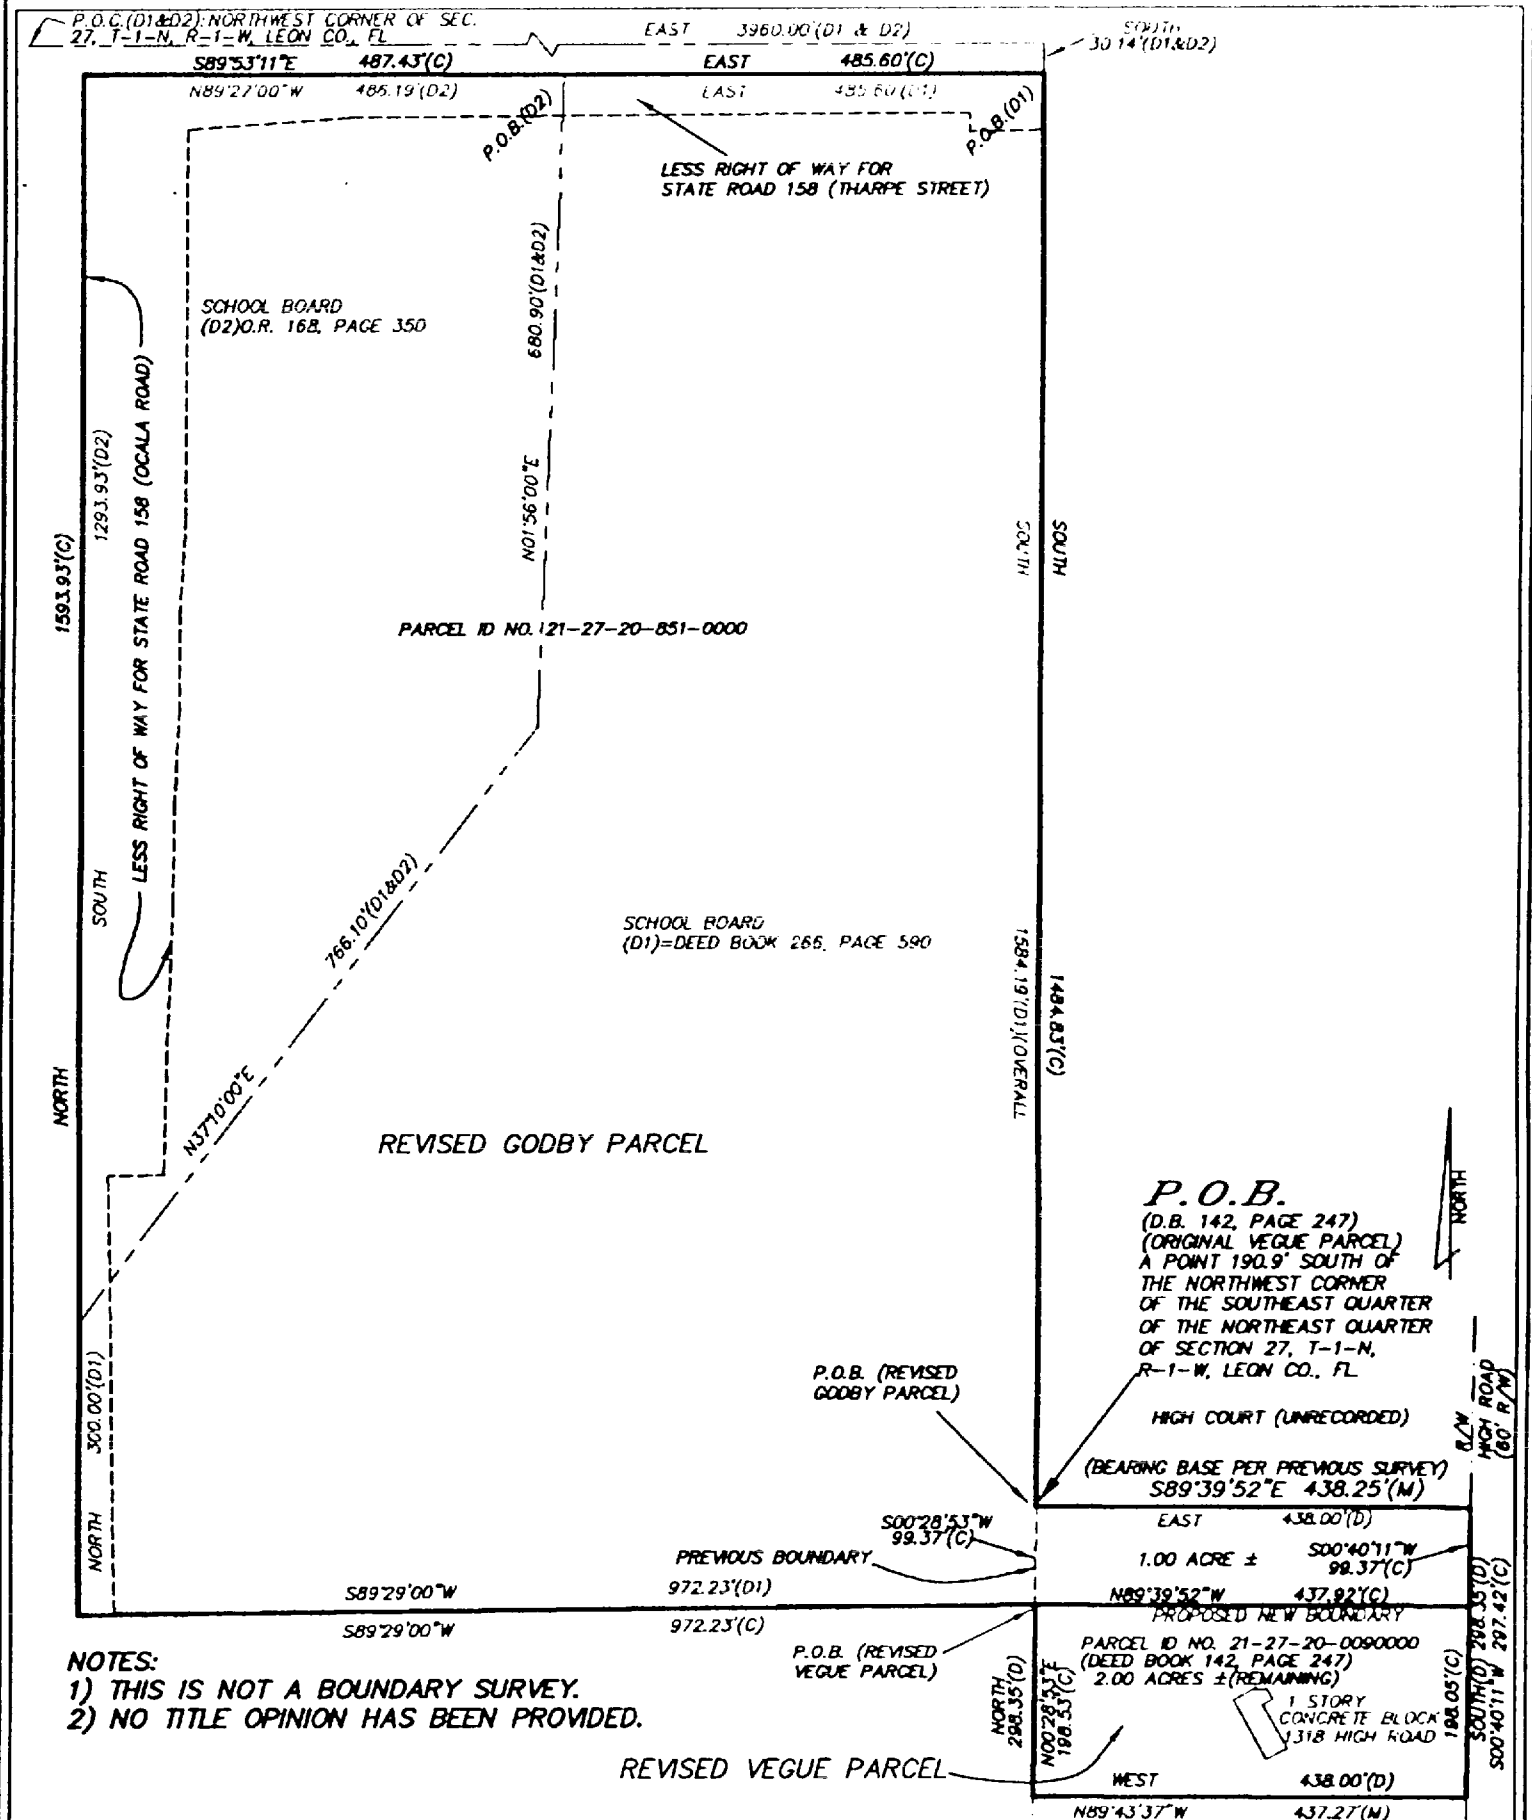 P.O.C.(D1&D2):NORTHWEST CORNER OF SEC.
27, T-1-N, R-1-W, LEON CO., FL
EAST 3960.00'(D1 & D2)
SOUTH
30.14'(D1&D2)
S89°53'11"E 487.43'(C)
EAST 485.60'(C)
N89°27'00"W 485.19'(D2)
EAST 485.60'(D1)
P.O.B.(D2)
P.O.B.(D1)
LESS RIGHT OF WAY FOR
STATE ROAD 158 (THARPE STREET)
SCHOOL BOARD
(D2)O.R. 168, PAGE 350
680.90'(D1&D2)
N01°56'00"E
1293.93'(D2)
SOUTH
LESS RIGHT OF WAY FOR STATE ROAD 158 (OCALA ROAD)
1593.93'(C)
NORTH
SOUTH
SOUTH
PARCEL ID NO. 21-27-20-851-0000
766.10'(D1&D2)
N37°10'00"E
SCHOOL BOARD
(D1)=DEED BOOK 266, PAGE 590
1584.19'(D1)(OVERALL
1484.83'(C)
REVISED GODBY PARCEL
P.O.B.
(D.B. 142, PAGE 247)
(ORIGINAL VEGUE PARCEL)
A POINT 190.9' SOUTH OF
THE NORTHWEST CORNER
OF THE SOUTHEAST QUARTER
OF THE NORTHEAST QUARTER
OF SECTION 27, T-1-N,
R-1-W, LEON CO., FL
NORTH
P.O.B. (REVISED
GODBY PARCEL)
HIGH COURT (UNRECORDED)
R/W
HIGH ROAD
(60' R/W)
(BEARING BASE PER PREVIOUS SURVEY)
S89°39'52"E 438.25'(M)
300.00'(D1)
NORTH
S00°28'53"W
99.37'(C)
EAST 438.00'(D)
PREVIOUS BOUNDARY
1.00 ACRE ±
S00°40'11"W
99.37'(C)
S89°29'00"W 972.23'(D1)
N89°39'52"W 437.92'(C)
PROPOSED NEW BOUNDARY
S89°29'00"W 972.23'(C)
P.O.B. (REVISED
VEGUE PARCEL)
PARCEL ID NO. 21-27-20-0090000
(DEED BOOK 142, PAGE 247)
2.00 ACRES ±(REMAINING)
NORTH
298.35'(D)
N00°28'53"E
198.53'(C)
1 STORY
CONCRETE BLOCK
1318 HIGH ROAD
198.05'(C)
SOUTH(D) 298.35'(D)
S00°40'11"W 297.42'(C)
NOTES:
1) THIS IS NOT A BOUNDARY SURVEY.
2) NO TITLE OPINION HAS BEEN PROVIDED.
REVISED VEGUE PARCEL
WEST 438.00'(D)
N89°43'37"W 437.27'(M)